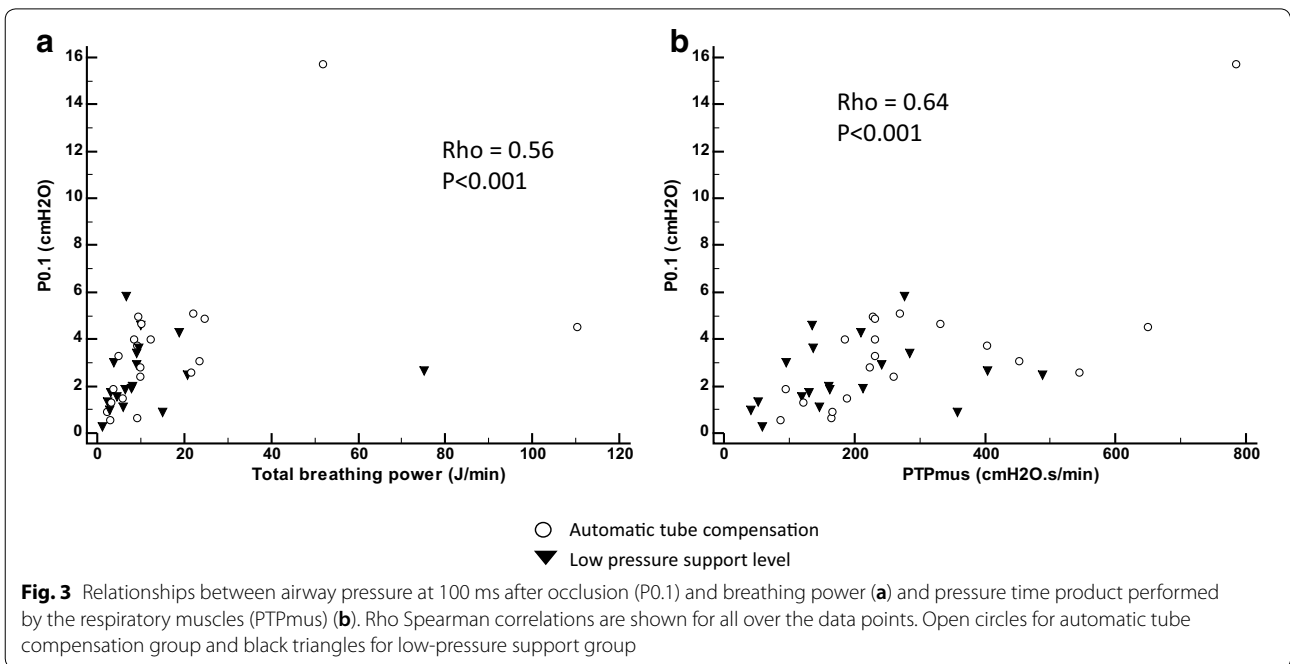 a
P0.1 (cmH2O)
16
14
12
10
8
6
4
2
0
Rho = 0.56
P<0.001
0 20 40 60 80 100 120
Total breathing power (J/min)
b
P0.1 (cmH2O)
16
14
12
10
8
6
4
2
0
Rho = 0.64
P<0.001
0 200 400 600 800
PTPmus (cmH2O.s/min)
Automatic tube compensation
Low pressure support level
Fig. 3 Relationships between airway pressure at 100 ms after occlusion (P0.1) and breathing power (a) and pressure time product performed
by the respiratory muscles (PTPmus) (b). Rho Spearman correlations are shown for all over the data points. Open circles for automatic tube
compensation group and black triangles for low-pressure support group